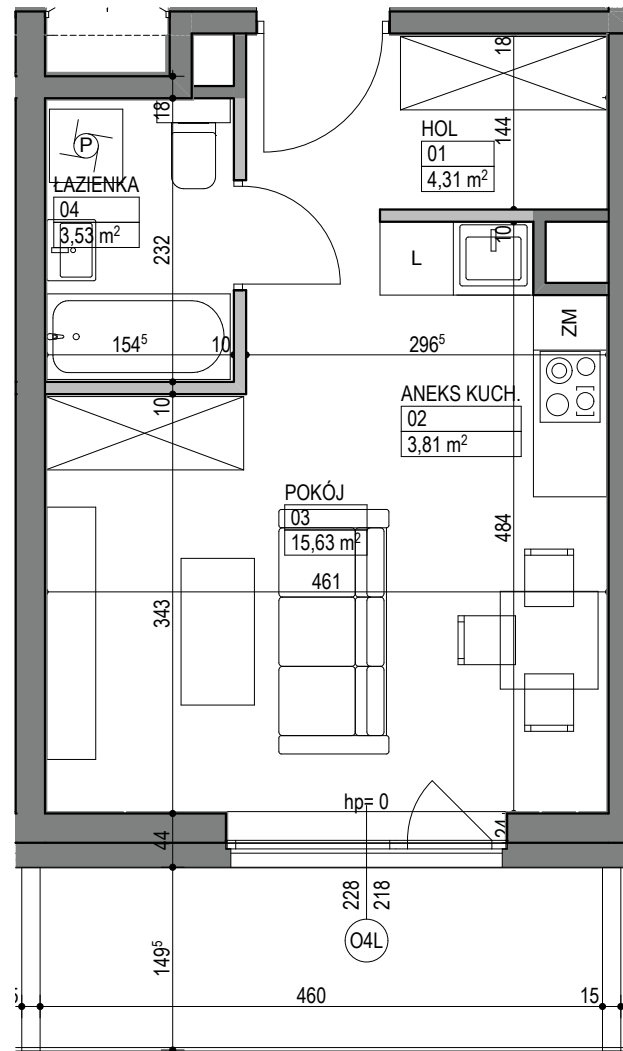 18
18
144
HOL
01
4,31 m²
P
ŁAZIENKA
04
3,53 m²
232
10
L
ZM
154⁵
10
296⁵
10
ANEKS KUCH.
02
3,81 m²
POKÓJ
03
15,63 m²
484
461
343
hp= 0
44
24
228
218
O4L
149⁵
460
15